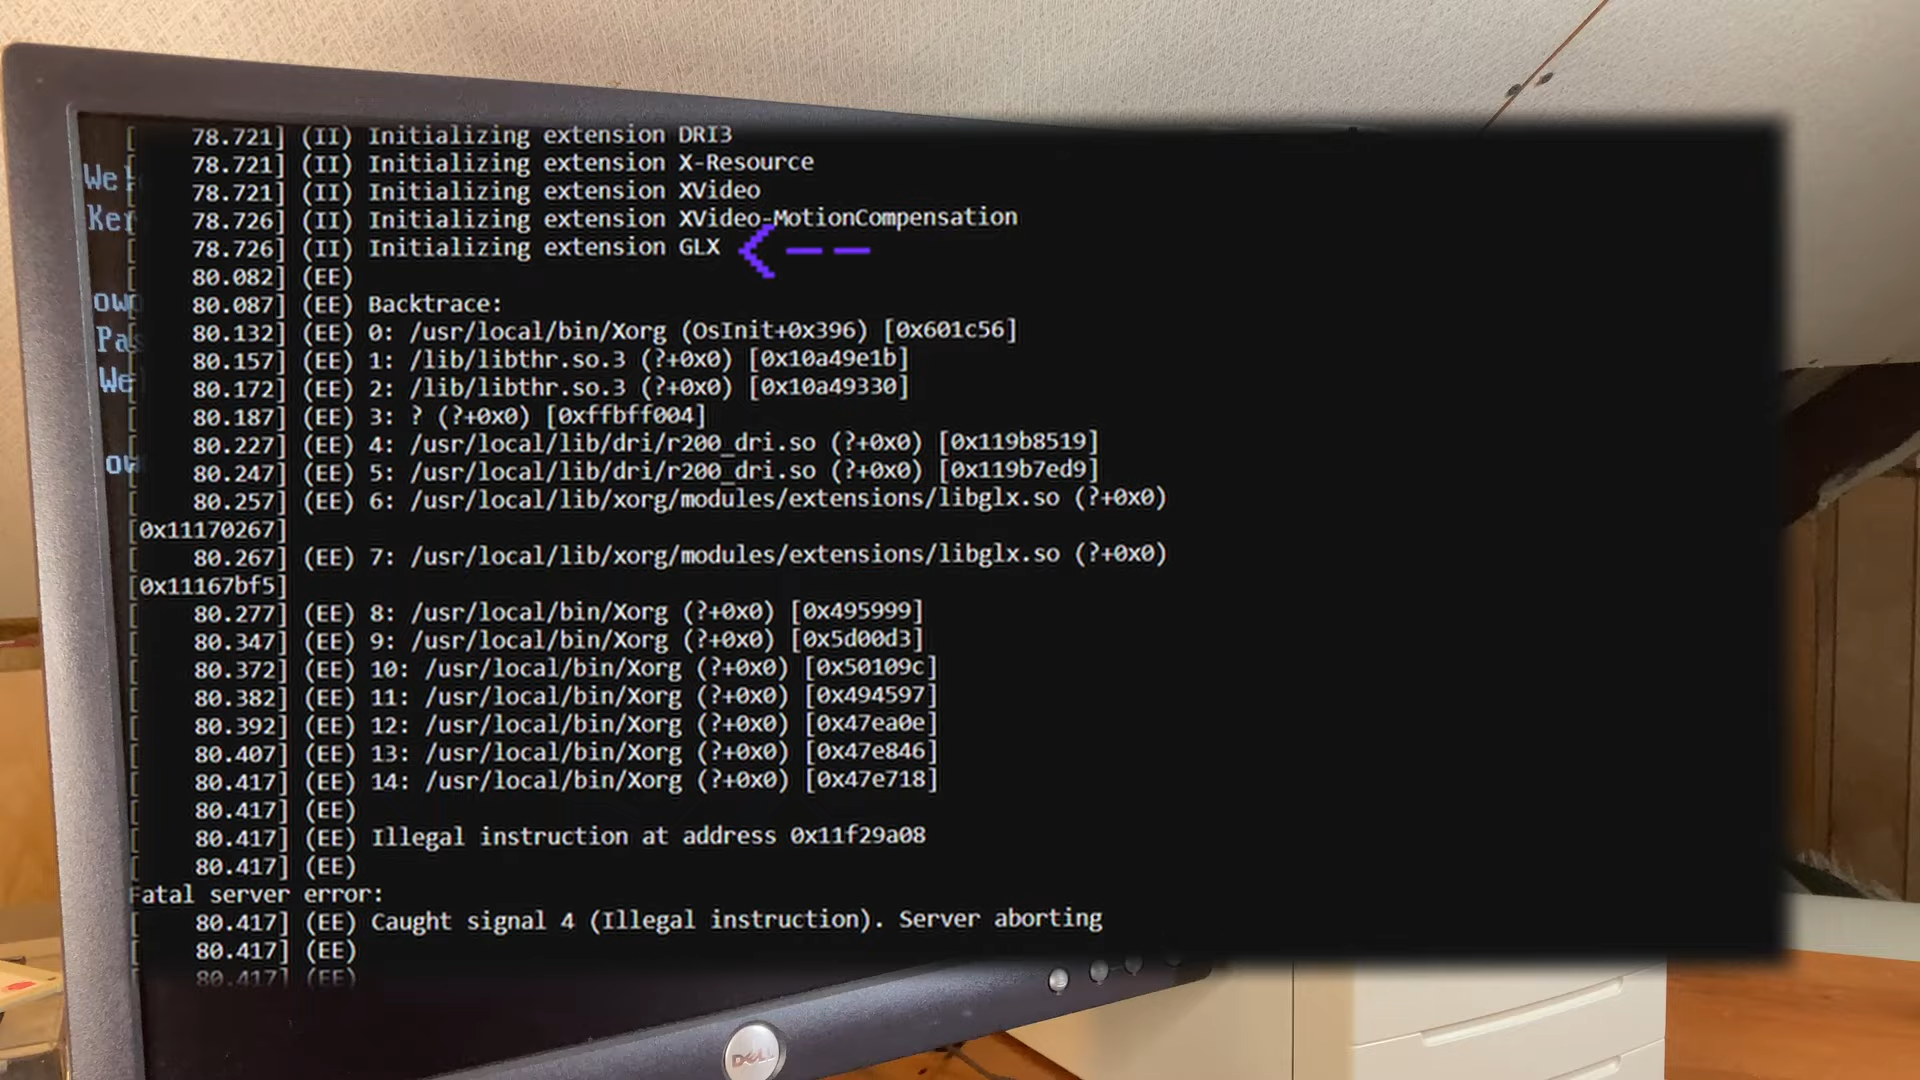 [ 78.721] (II) Initializing extension DRI3
[ 78.721] (II) Initializing extension X-Resource
[ 78.721] (II) Initializing extension XVideo
[ 78.726] (II) Initializing extension XVideo-MotionCompensation
[ 78.726] (II) Initializing extension GLX
[ 80.082] (EE)
[ 80.087] (EE) Backtrace:
[ 80.132] (EE) 0: /usr/local/bin/Xorg (OsInit+0x396) [0x601c56]
[ 80.157] (EE) 1: /lib/libthr.so.3 (?+0x0) [0x10a49e1b]
[ 80.172] (EE) 2: /lib/libthr.so.3 (?+0x0) [0x10a49330]
[ 80.187] (EE) 3: ? (?+0x0) [0xffbff004]
[ 80.227] (EE) 4: /usr/local/lib/dri/r200_dri.so (?+0x0) [0x119b8519]
[ 80.247] (EE) 5: /usr/local/lib/dri/r200_dri.so (?+0x0) [0x119b7ed9]
[ 80.257] (EE) 6: /usr/local/lib/xorg/modules/extensions/libglx.so (?+0x0)
[0x11170267]
[ 80.267] (EE) 7: /usr/local/lib/xorg/modules/extensions/libglx.so (?+0x0)
[0x11167bf5]
[ 80.277] (EE) 8: /usr/local/bin/Xorg (?+0x0) [0x495999]
[ 80.347] (EE) 9: /usr/local/bin/Xorg (?+0x0) [0x5d00d3]
[ 80.372] (EE) 10: /usr/local/bin/Xorg (?+0x0) [0x50109c]
[ 80.382] (EE) 11: /usr/local/bin/Xorg (?+0x0) [0x494597]
[ 80.392] (EE) 12: /usr/local/bin/Xorg (?+0x0) [0x47ea0e]
[ 80.407] (EE) 13: /usr/local/bin/Xorg (?+0x0) [0x47e846]
[ 80.417] (EE) 14: /usr/local/bin/Xorg (?+0x0) [0x47e718]
[ 80.417] (EE)
[ 80.417] (EE) Illegal instruction at address 0x11f29a08
[ 80.417] (EE)
Fatal server error:
[ 80.417] (EE) Caught signal 4 (Illegal instruction). Server aborting
[ 80.417] (EE)
[ 80.417] (EE)
DELL